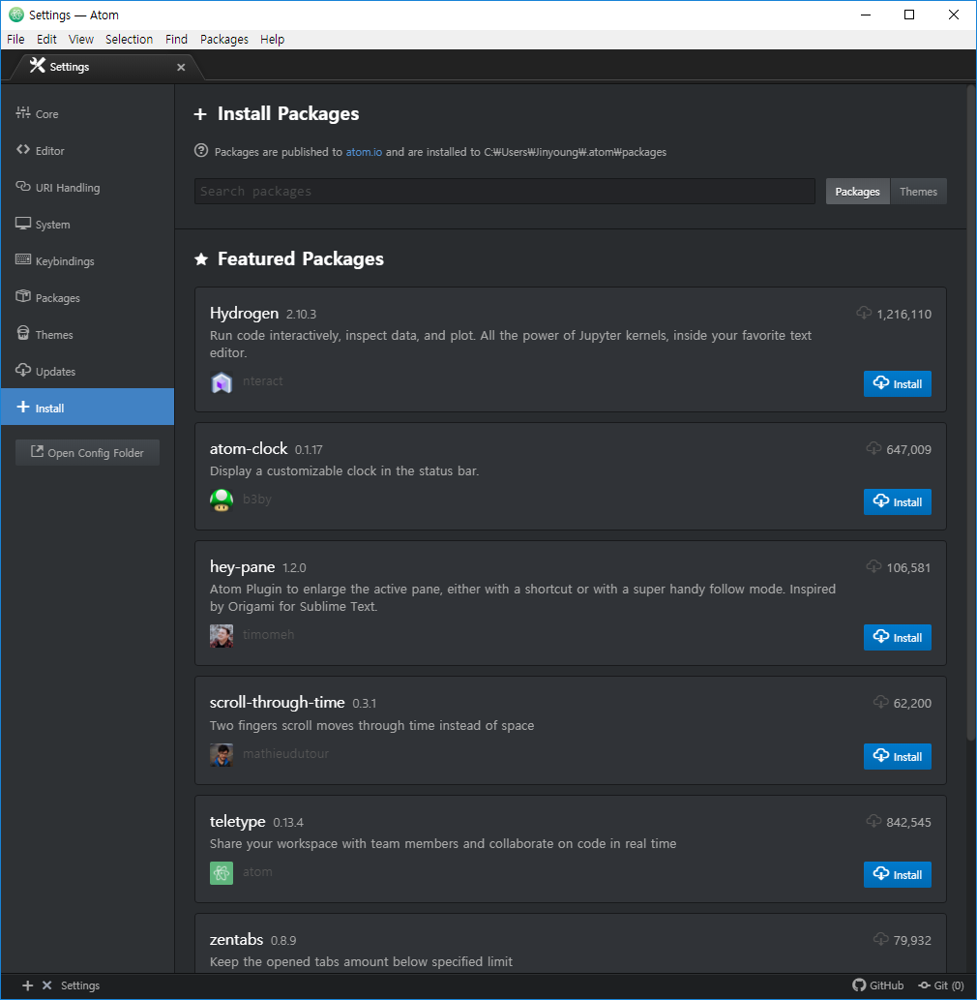 Settings — Atom
File Edit View Selection Find Packages Help
Settings
Core
Editor
URI Handling
System
Keybindings
Packages
Themes
Updates
Install
Open Config Folder
Install Packages
Packages are published to atom.io and are installed to C:₩Users₩Jinyoung₩.atom₩packages
Search packages
Packages Themes
Featured Packages
Hydrogen 2.10.3 1,216,110
Run code interactively, inspect data, and plot. All the power of Jupyter kernels, inside your favorite text
editor.
nteract Install
atom-clock 0.1.17 647,009
Display a customizable clock in the status bar.
b3by Install
hey-pane 1.2.0 106,581
Atom Plugin to enlarge the active pane, either with a shortcut or with a super handy follow mode. Inspired
by Origami for Sublime Text.
timomeh Install
scroll-through-time 0.3.1 62,200
Two fingers scroll moves through time instead of space
mathieudutour Install
teletype 0.13.4 842,545
Share your workspace with team members and collaborate on code in real time
atom Install
zentabs 0.8.9 79,932
Keep the opened tabs amount below specified limit
Settings GitHub Git (0)